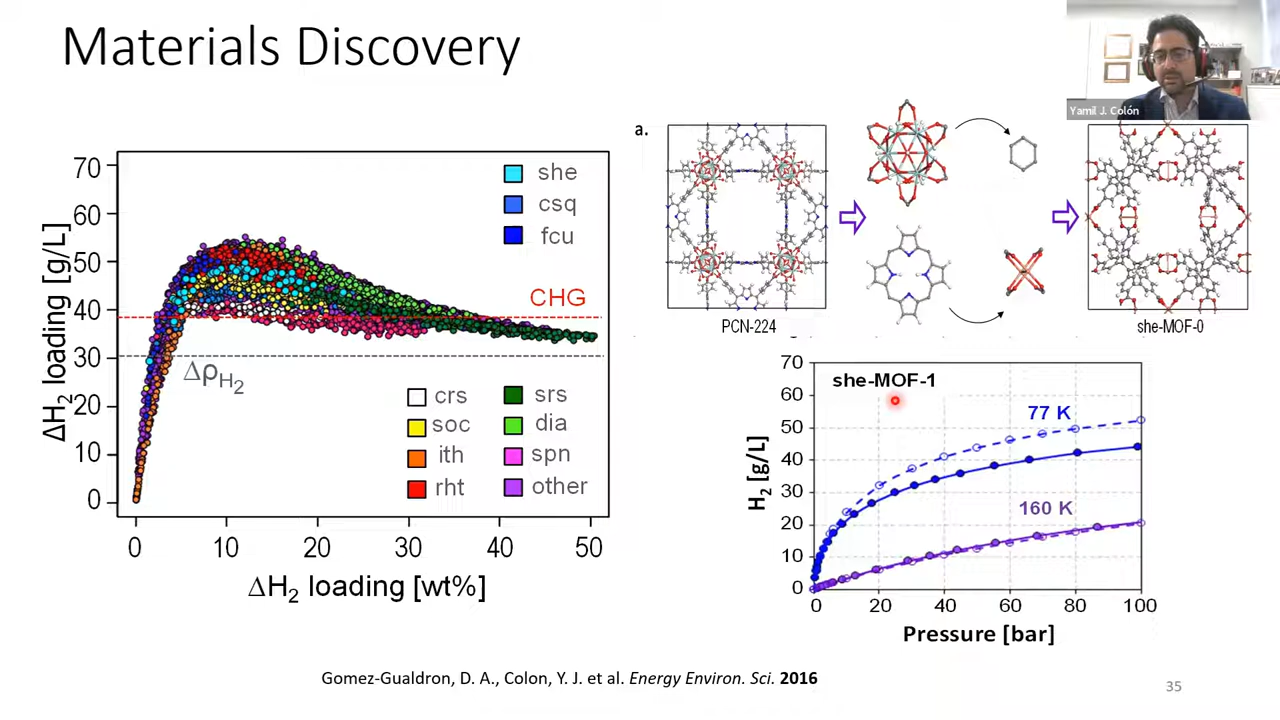 Materials Discovery
Yamil J. Colón
70
60
50
40
30
20
10
0
ΔH2 loading [g/L]
she
csq
fcu
CHG
ΔρH2
crs
soc
ith
rht
srs
dia
spn
other
0 10 20 30 40 50
ΔH2 loading [wt%]
a.
PCN-224
she-MOF-0
70
60
50
40
30
20
10
0
H2 [g/L]
she-MOF-1
77 K
160 K
0 20 40 60 80 100
Pressure [bar]
Gomez-Gualdron, D. A., Colon, Y. J. et al. Energy Environ. Sci. 2016
35